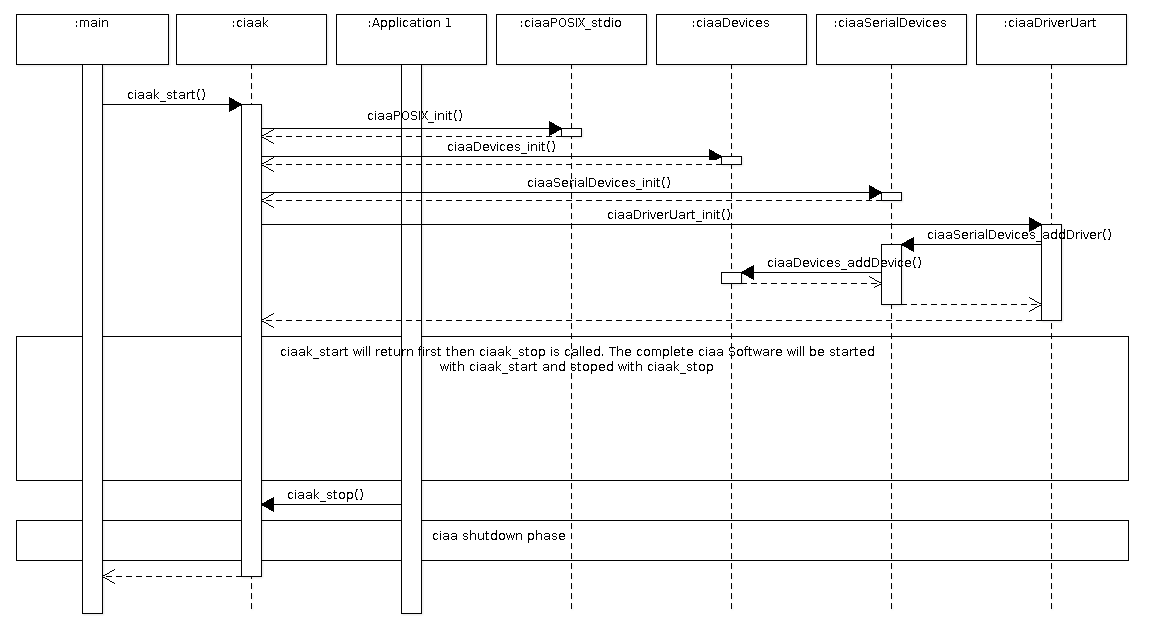 :main
:ciaak
:Application 1
:ciaaPOSIX_stdio
:ciaaDevices
:ciaaSerialDevices
:ciaaDriverUart
ciaak_start()
ciaaPOSIX_init()
ciaaDevices_init()
ciaaSerialDevices_init()
ciaaDriverUart_init()
ciaaSerialDevices_addDriver()
ciaaDevices_addDevice()
ciaak_start will return first then ciaak_stop is called. The complete ciaa Software will be started
with ciaak_start and stoped with ciaak_stop
ciaak_stop()
ciaa shutdown phase